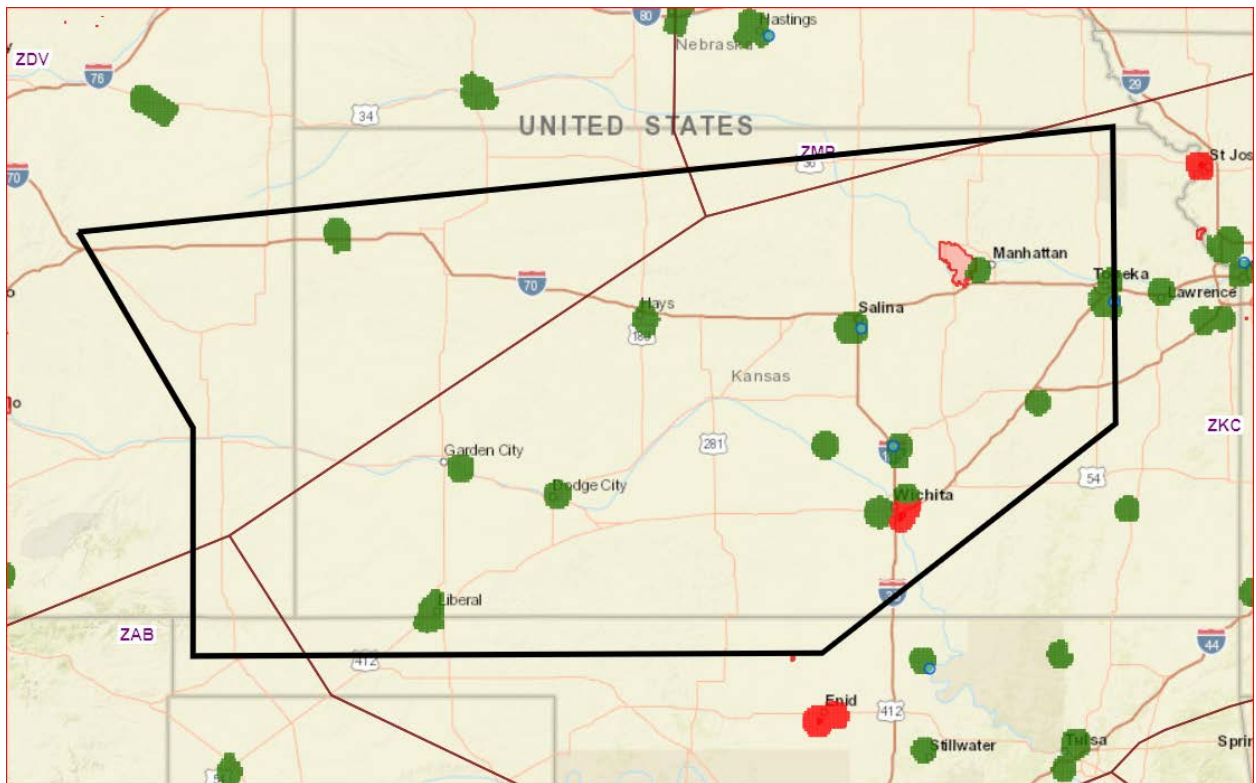 80
Hastings
Nebraska
ZDV
76
29
34
UNITED STATES
36
St Jos
70
Manhattan
Topeka
70
Lawrence
Hays
Salina
183
Kansas
ZKC
281
Garden City
54
Dodge City
Wichita
Liberal
ZAB
44
412
Enid
412
Stillwater
Tulsa
Sprin